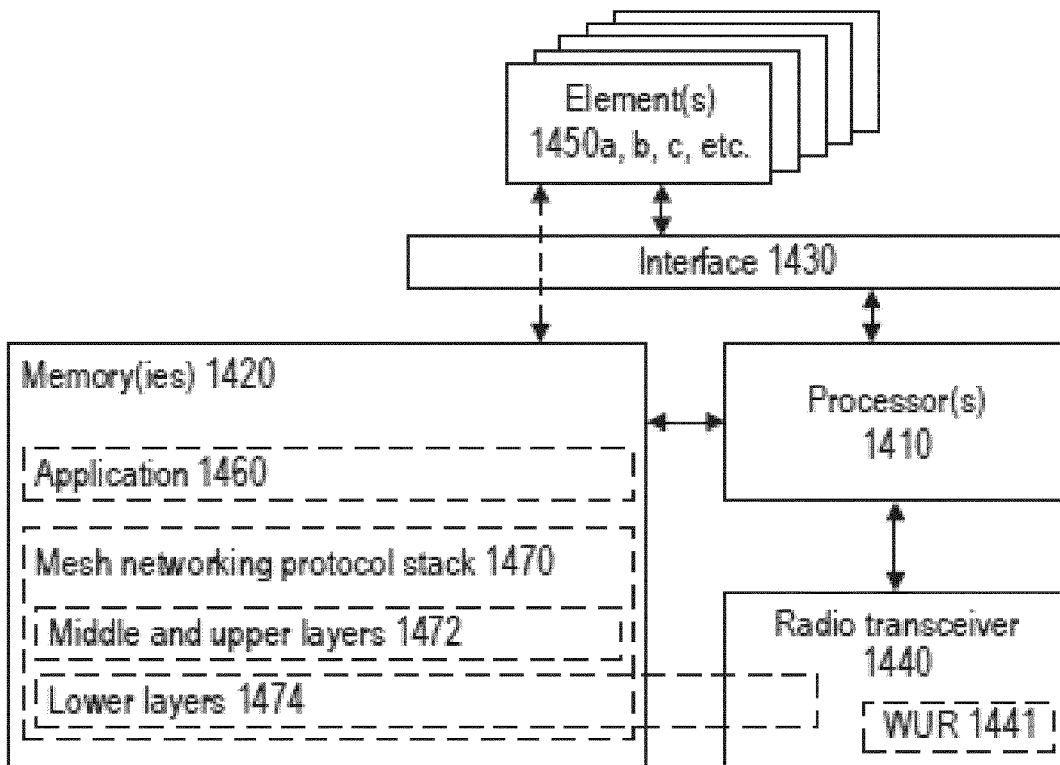 Element(s)
1450a, b, c, etc.
Interface 1430
Memory(ies) 1420
Application 1460
Mesh networking protocol stack 1470
Middle and upper layers 1472
Lower layers 1474
Processor(s)
1410
Radio transceiver
1440
WUR 1441